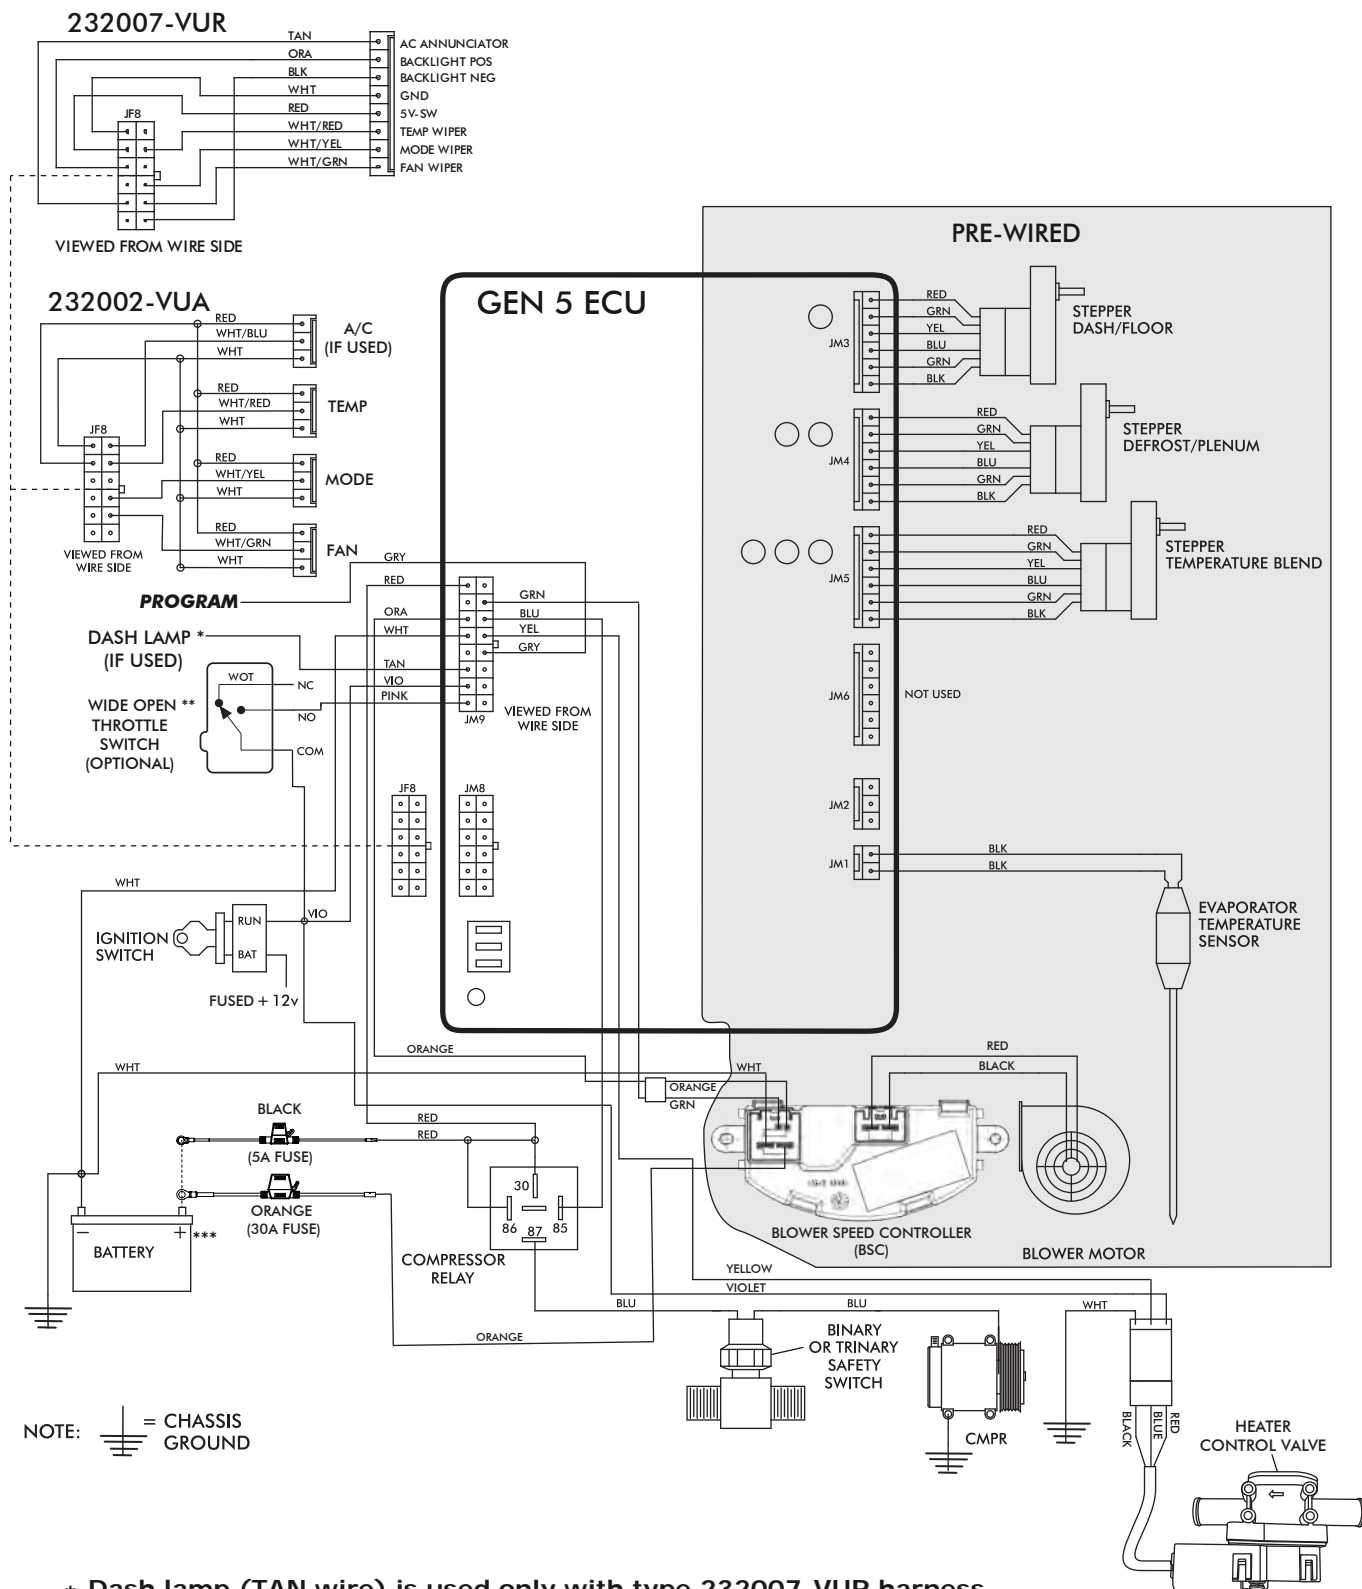 232007-VUR
TAN
ORA
BLK
WHT
RED
WHT/RED
WHT/YEL
WHT/GRN
AC ANNUNCIATOR
BACKLIGHT POS
BACKLIGHT NEG
GND
5V-SW
TEMP WIPER
MODE WIPER
FAN WIPER
JF8
VIEWED FROM WIRE SIDE
232002-VUA
RED
WHT/BLU
WHT
A/C
(IF USED)
RED
WHT/RED
WHT
TEMP
RED
WHT/YEL
WHT
MODE
RED
WHT/GRN
WHT
FAN
JF8
VIEWED FROM
WIRE SIDE
GEN 5 ECU
PRE-WIRED
JM3
RED
GRN
YEL
BLU
GRN
BLK
STEPPER
DASH/FLOOR
JM4
RED
GRN
YEL
BLU
GRN
BLK
STEPPER
DEFROST/PLENUM
JM5
RED
GRN
YEL
BLU
GRN
BLK
STEPPER
TEMPERATURE BLEND
JM6
NOT USED
JM2
JM1
BLK
BLK
EVAPORATOR
TEMPERATURE
SENSOR
PROGRAM
GRY
RED
ORA
WHT
TAN
VIO
PINK
GRN
BLU
YEL
GRY
JM9
VIEWED FROM
WIRE SIDE
DASH LAMP *
(IF USED)
WIDE OPEN **
THROTTLE
SWITCH
(OPTIONAL)
WOT
NC
NO
COM
JF8
JM8
WHT
IGNITION
SWITCH
RUN
BAT
VIO
FUSED + 12v
WHT
ORANGE
WHT
ORANGE
GRN
RED
BLACK
BLACK
(5A FUSE)
RED
RED
ORANGE
(30A FUSE)
BATTERY
-
+ ***
30
86
87
85
COMPRESSOR
RELAY
BLOWER SPEED CONTROLLER
(BSC)
BLOWER MOTOR
YELLOW
VIOLET
BLU
BLU
WHT
ORANGE
BINARY
OR TRINARY
SAFETY
SWITCH
CMPR
BLACK
BLUE
RED
HEATER
CONTROL VALVE
NOTE:
= CHASSIS
GROUND
* Dash lamp (TAN wire) is used only with type 232007-VUR harness